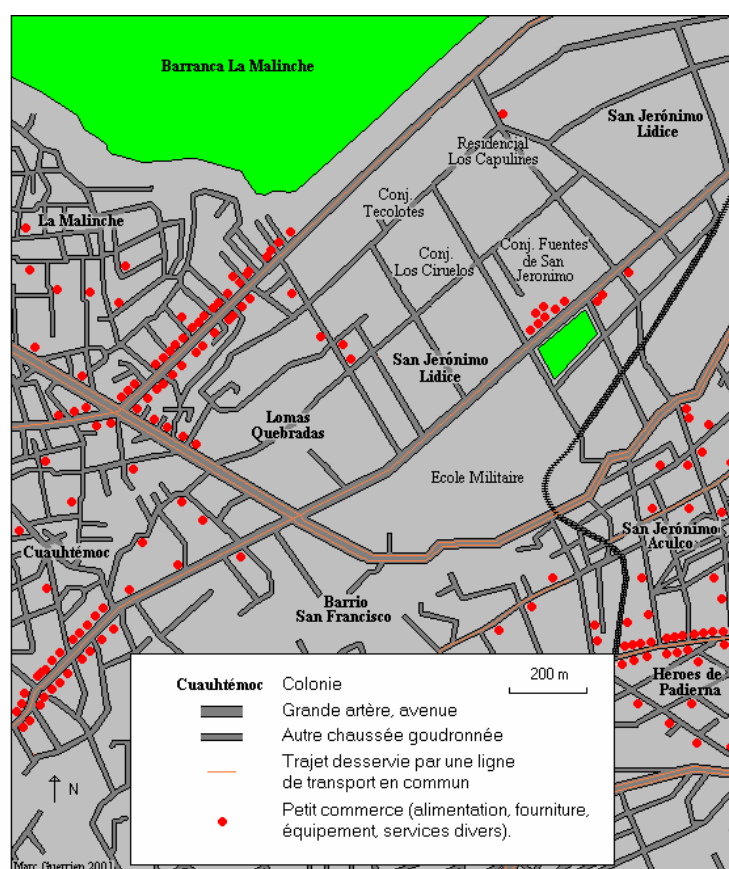 Barranca La Malinche
San Jerónimo
Lidice
Residencial
Los Capulines
La Malinche
Conj.
Tecolotes
Conj.
Los Ciruelos
Conj. Fuentes
de San
Jeronimo
San Jerónimo
Lidice
Lomas
Quebradas
Ecole Militaire
Cuauhtémoc
San Jerónimo
Aculco
Barrio
San Francisco
Heroes de
Padierna
Cuauhtémoc Colonie
200 m
Grande artère, avenue
Autre chaussée goudronnée
Trajet desservie par une ligne
de transport en commun
Petit commerce (alimentation, fourniture,
équipement, services divers).
N
Marc Guerrien 2001